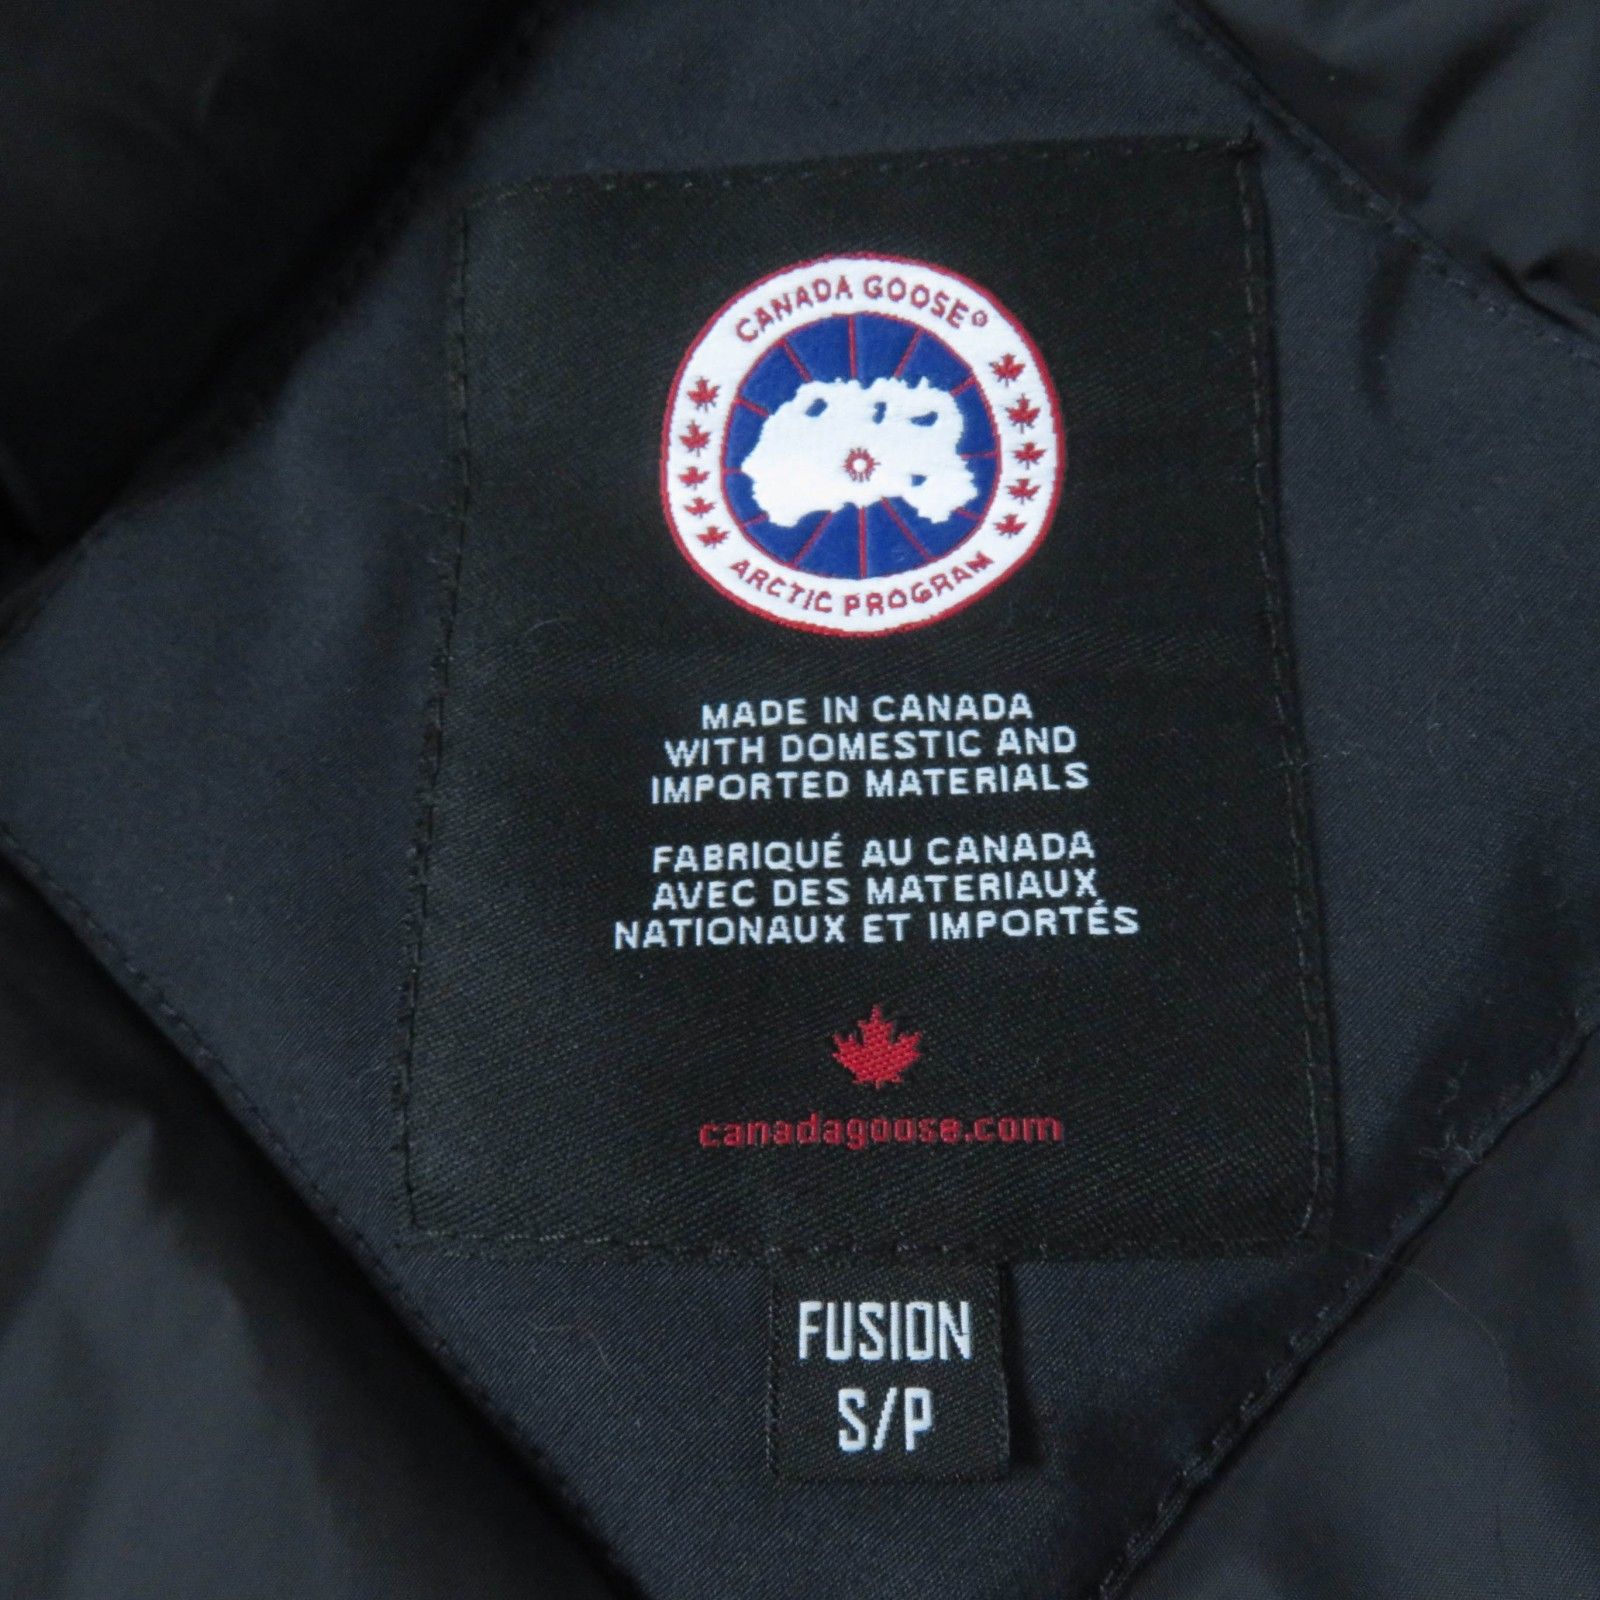 CANADA GOOSE®
ARCTIC PROGRAM
MADE IN CANADA
WITH DOMESTIC AND
IMPORTED MATERIALS
FABRIQUÉ AU CANADA
AVEC DES MATERIAUX
NATIONAUX ET IMPORTÉS
canadagoose.com
FUSION
S/P